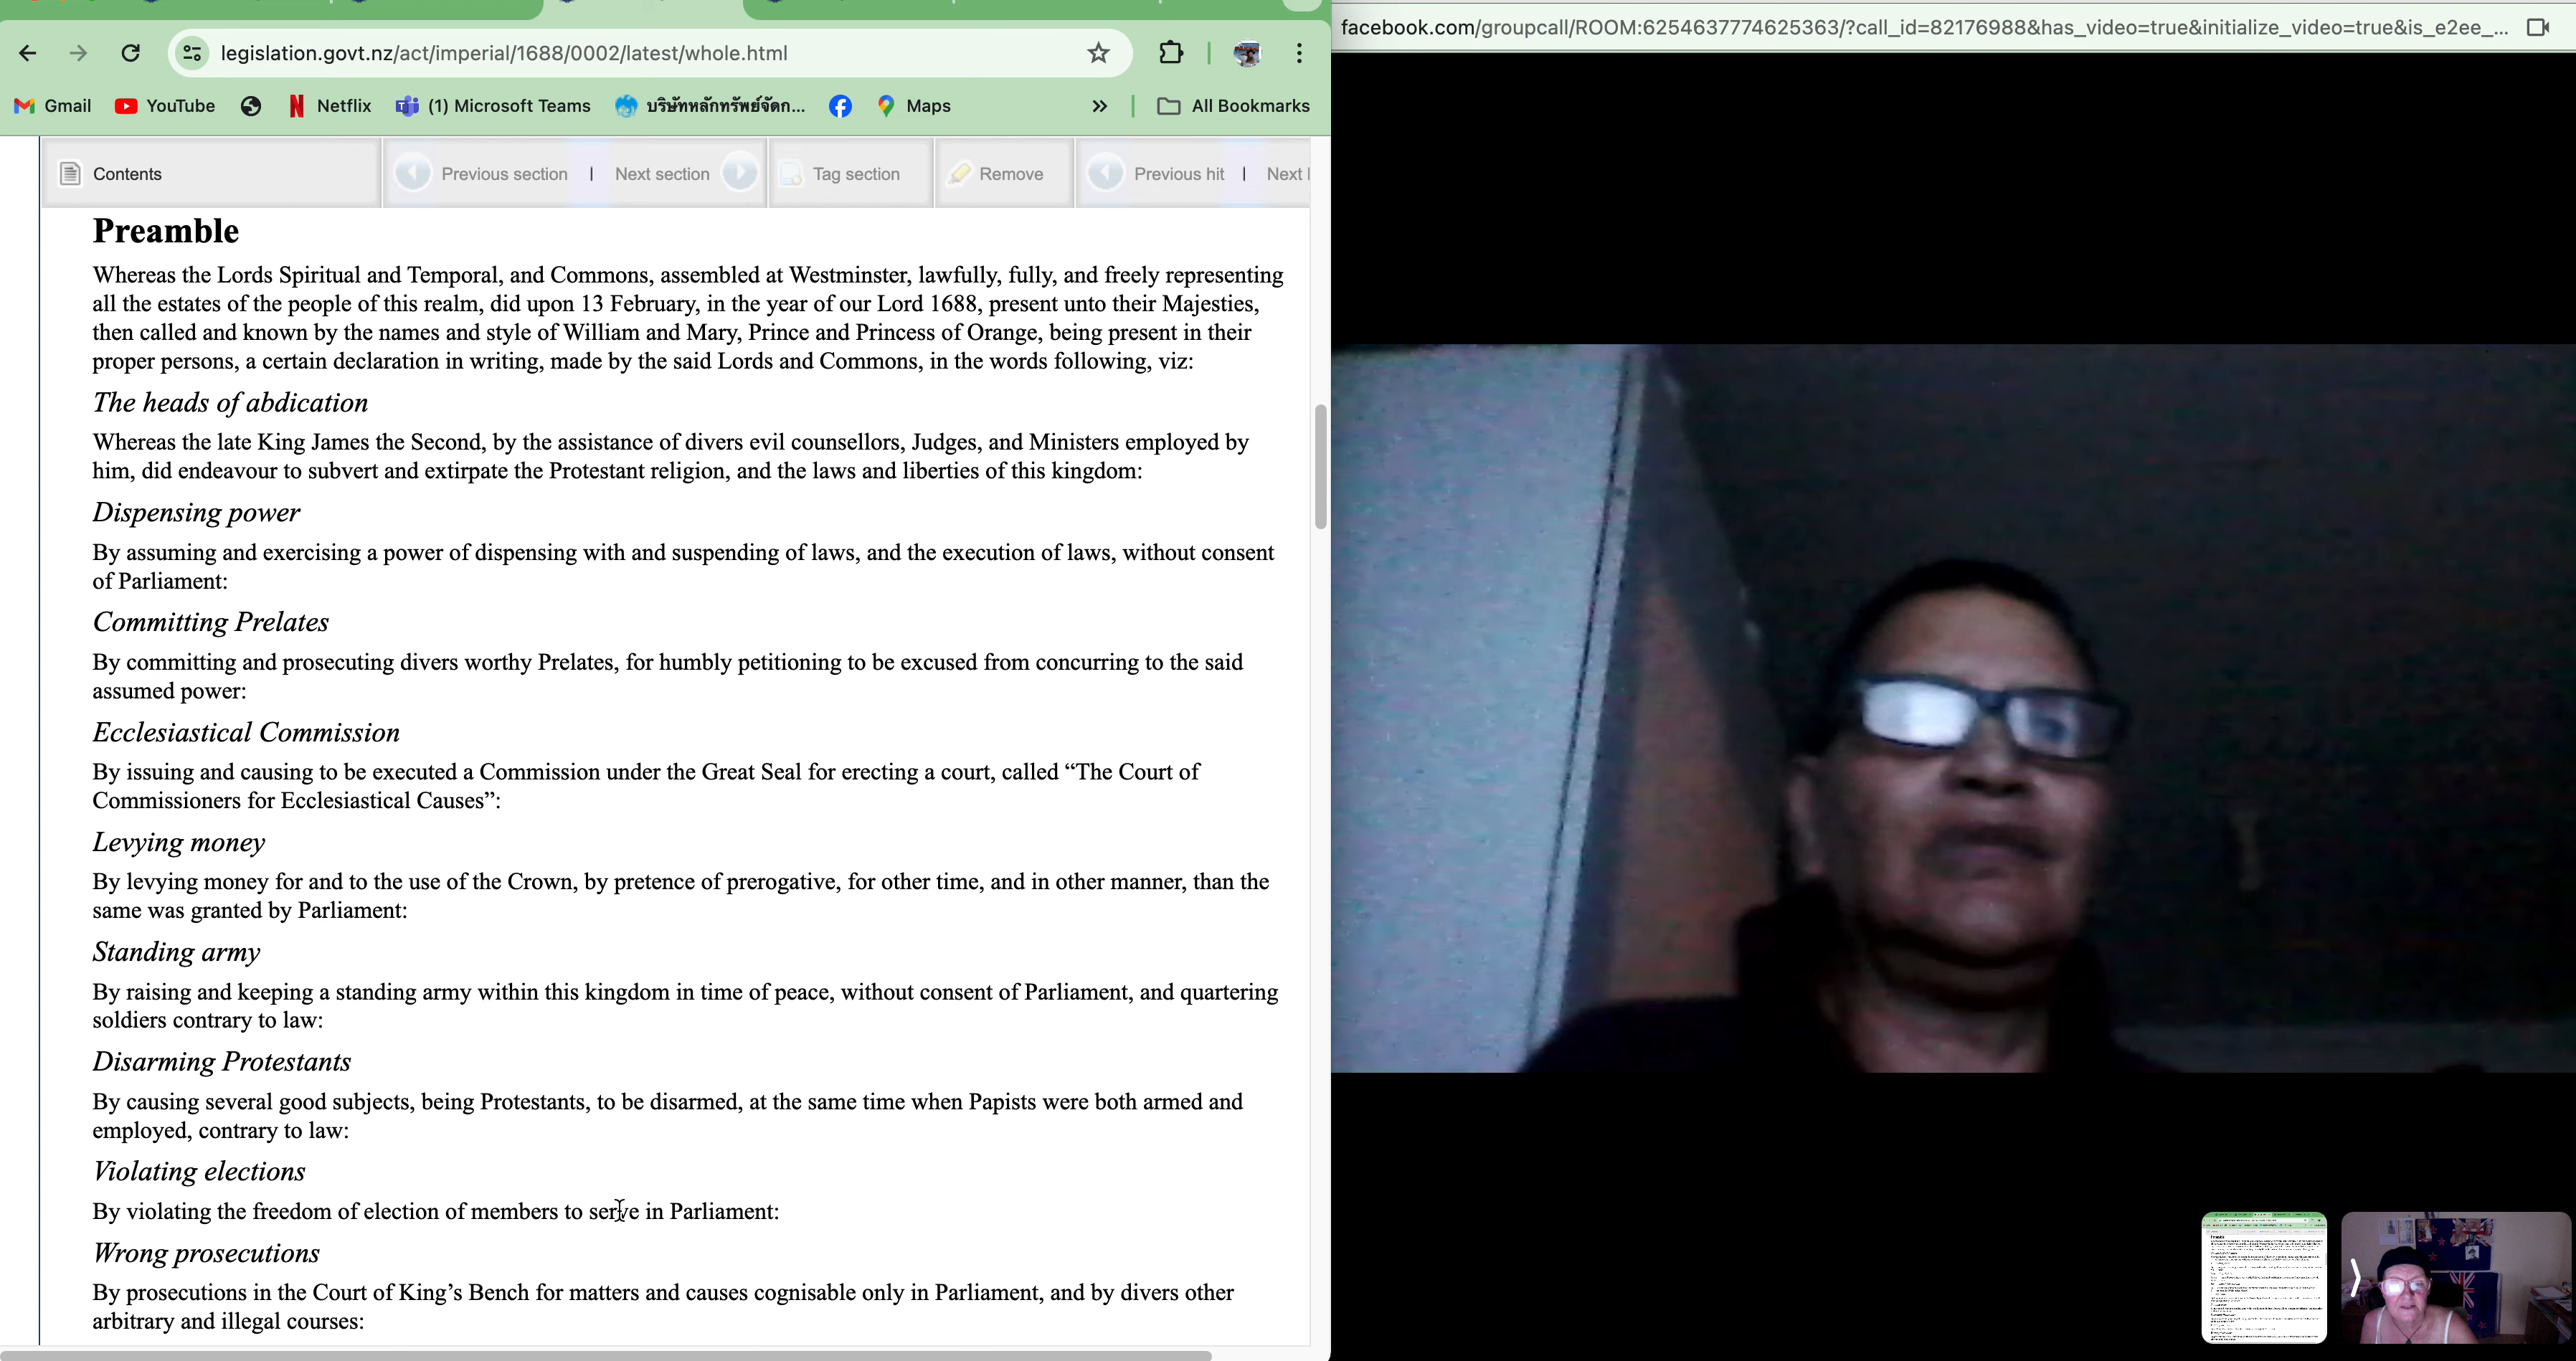 legislation.govt.nz/act/imperial/1688/0002/latest/whole.html
facebook.com/groupcall/ROOM:6254637774625363/?call_id=82176988&has_video=true&initialize_video=true&is_e2ee_...
Gmail YouTube Netflix (1) Microsoft Teams บริษัทหลักทรัพย์จัดก... Maps » All Bookmarks
Contents Previous section | Next section Tag section Remove Previous hit | Next
Preamble
Whereas the Lords Spiritual and Temporal, and Commons, assembled at Westminster, lawfully, fully, and freely representing
all the estates of the people of this realm, did upon 13 February, in the year of our Lord 1688, present unto their Majesties,
then called and known by the names and style of William and Mary, Prince and Princess of Orange, being present in their
proper persons, a certain declaration in writing, made by the said Lords and Commons, in the words following, viz:
The heads of abdication
Whereas the late King James the Second, by the assistance of divers evil counsellors, Judges, and Ministers employed by
him, did endeavour to subvert and extirpate the Protestant religion, and the laws and liberties of this kingdom:
Dispensing power
By assuming and exercising a power of dispensing with and suspending of laws, and the execution of laws, without consent
of Parliament:
Committing Prelates
By committing and prosecuting divers worthy Prelates, for humbly petitioning to be excused from concurring to the said
assumed power:
Ecclesiastical Commission
By issuing and causing to be executed a Commission under the Great Seal for erecting a court, called “The Court of
Commissioners for Ecclesiastical Causes”:
Levying money
By levying money for and to the use of the Crown, by pretence of prerogative, for other time, and in other manner, than the
same was granted by Parliament:
Standing army
By raising and keeping a standing army within this kingdom in time of peace, without consent of Parliament, and quartering
soldiers contrary to law:
Disarming Protestants
By causing several good subjects, being Protestants, to be disarmed, at the same time when Papists were both armed and
employed, contrary to law:
Violating elections
By violating the freedom of election of members to serve in Parliament:
Wrong prosecutions
By prosecutions in the Court of King’s Bench for matters and causes cognisable only in Parliament, and by divers other
arbitrary and illegal courses: